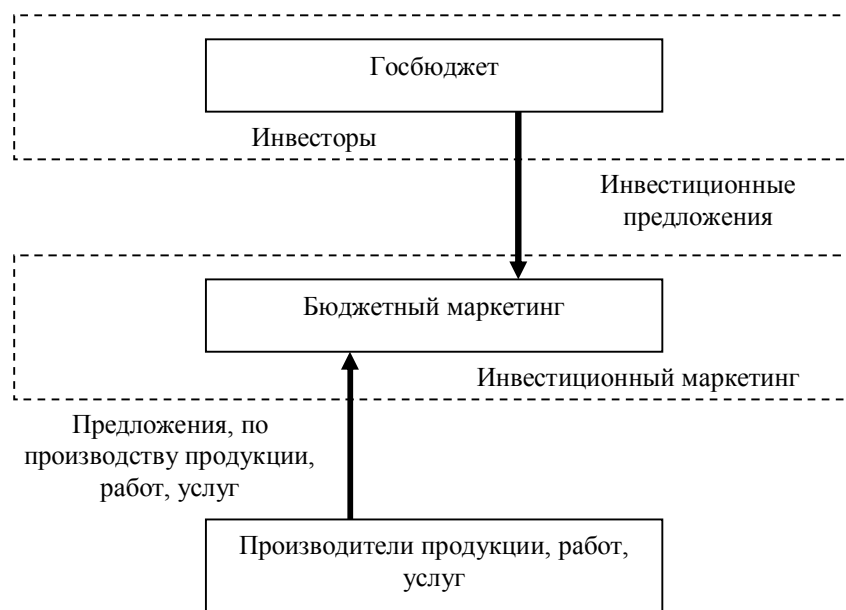 Госбюджет
Инвесторы
Инвестиционные
предложения
Бюджетный маркетинг
Инвестиционный маркетинг
Предложения, по
производству продукции,
работ, услуг
Производители продукции, работ,
услуг